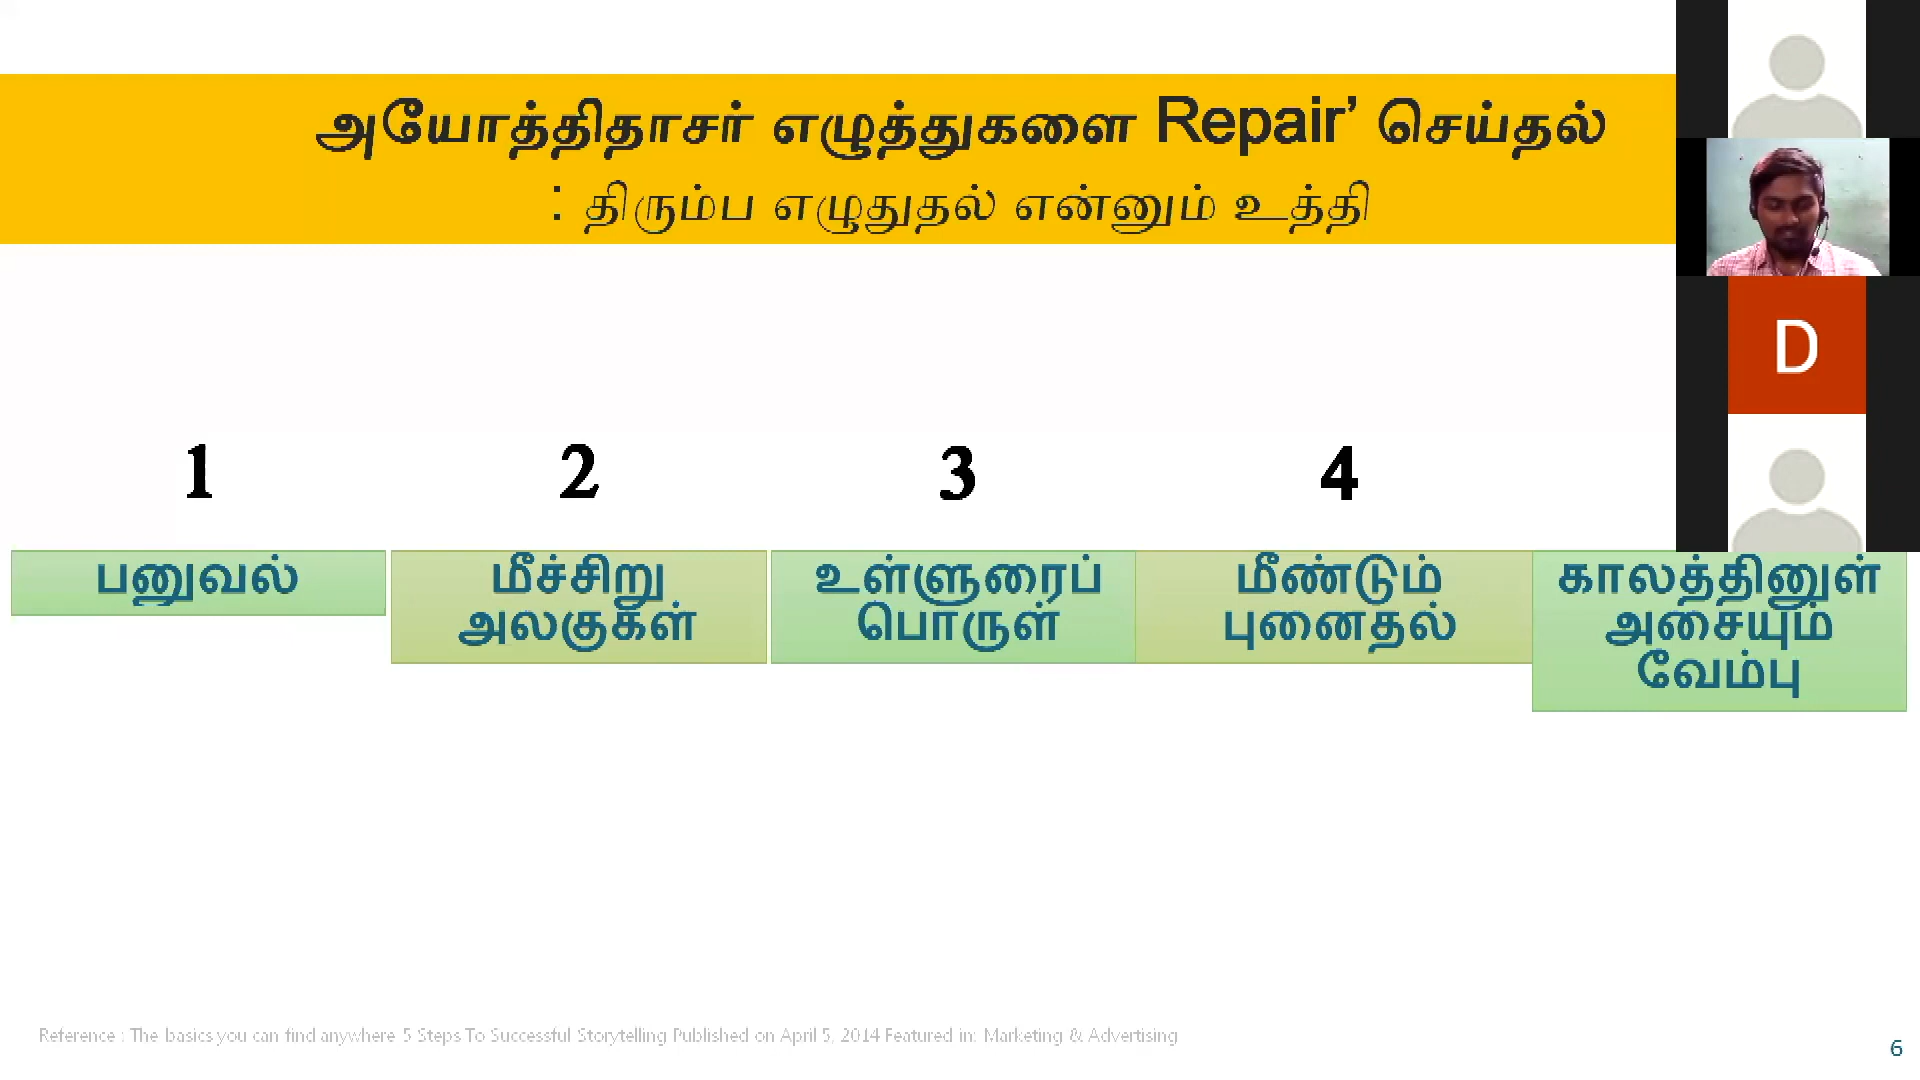 அயோத்திதாசர் எழுத்துகளை Repair’ செய்தல்
: திரும்ப எழுதுதல் என்னும் உத்தி
D
1
2
3
4
பனுவல்
மீச்சிறு
அலகுகள்
உள்ளுரைப்
பொருள்
மீண்டும்
புனைதல்
காலத்தினுள்
அசையும்
வேம்பு
Reference : The basics you can find anywhere 5 Steps To Successful Storytelling Published on April 5, 2014 Featured in: Marketing & Advertising
6